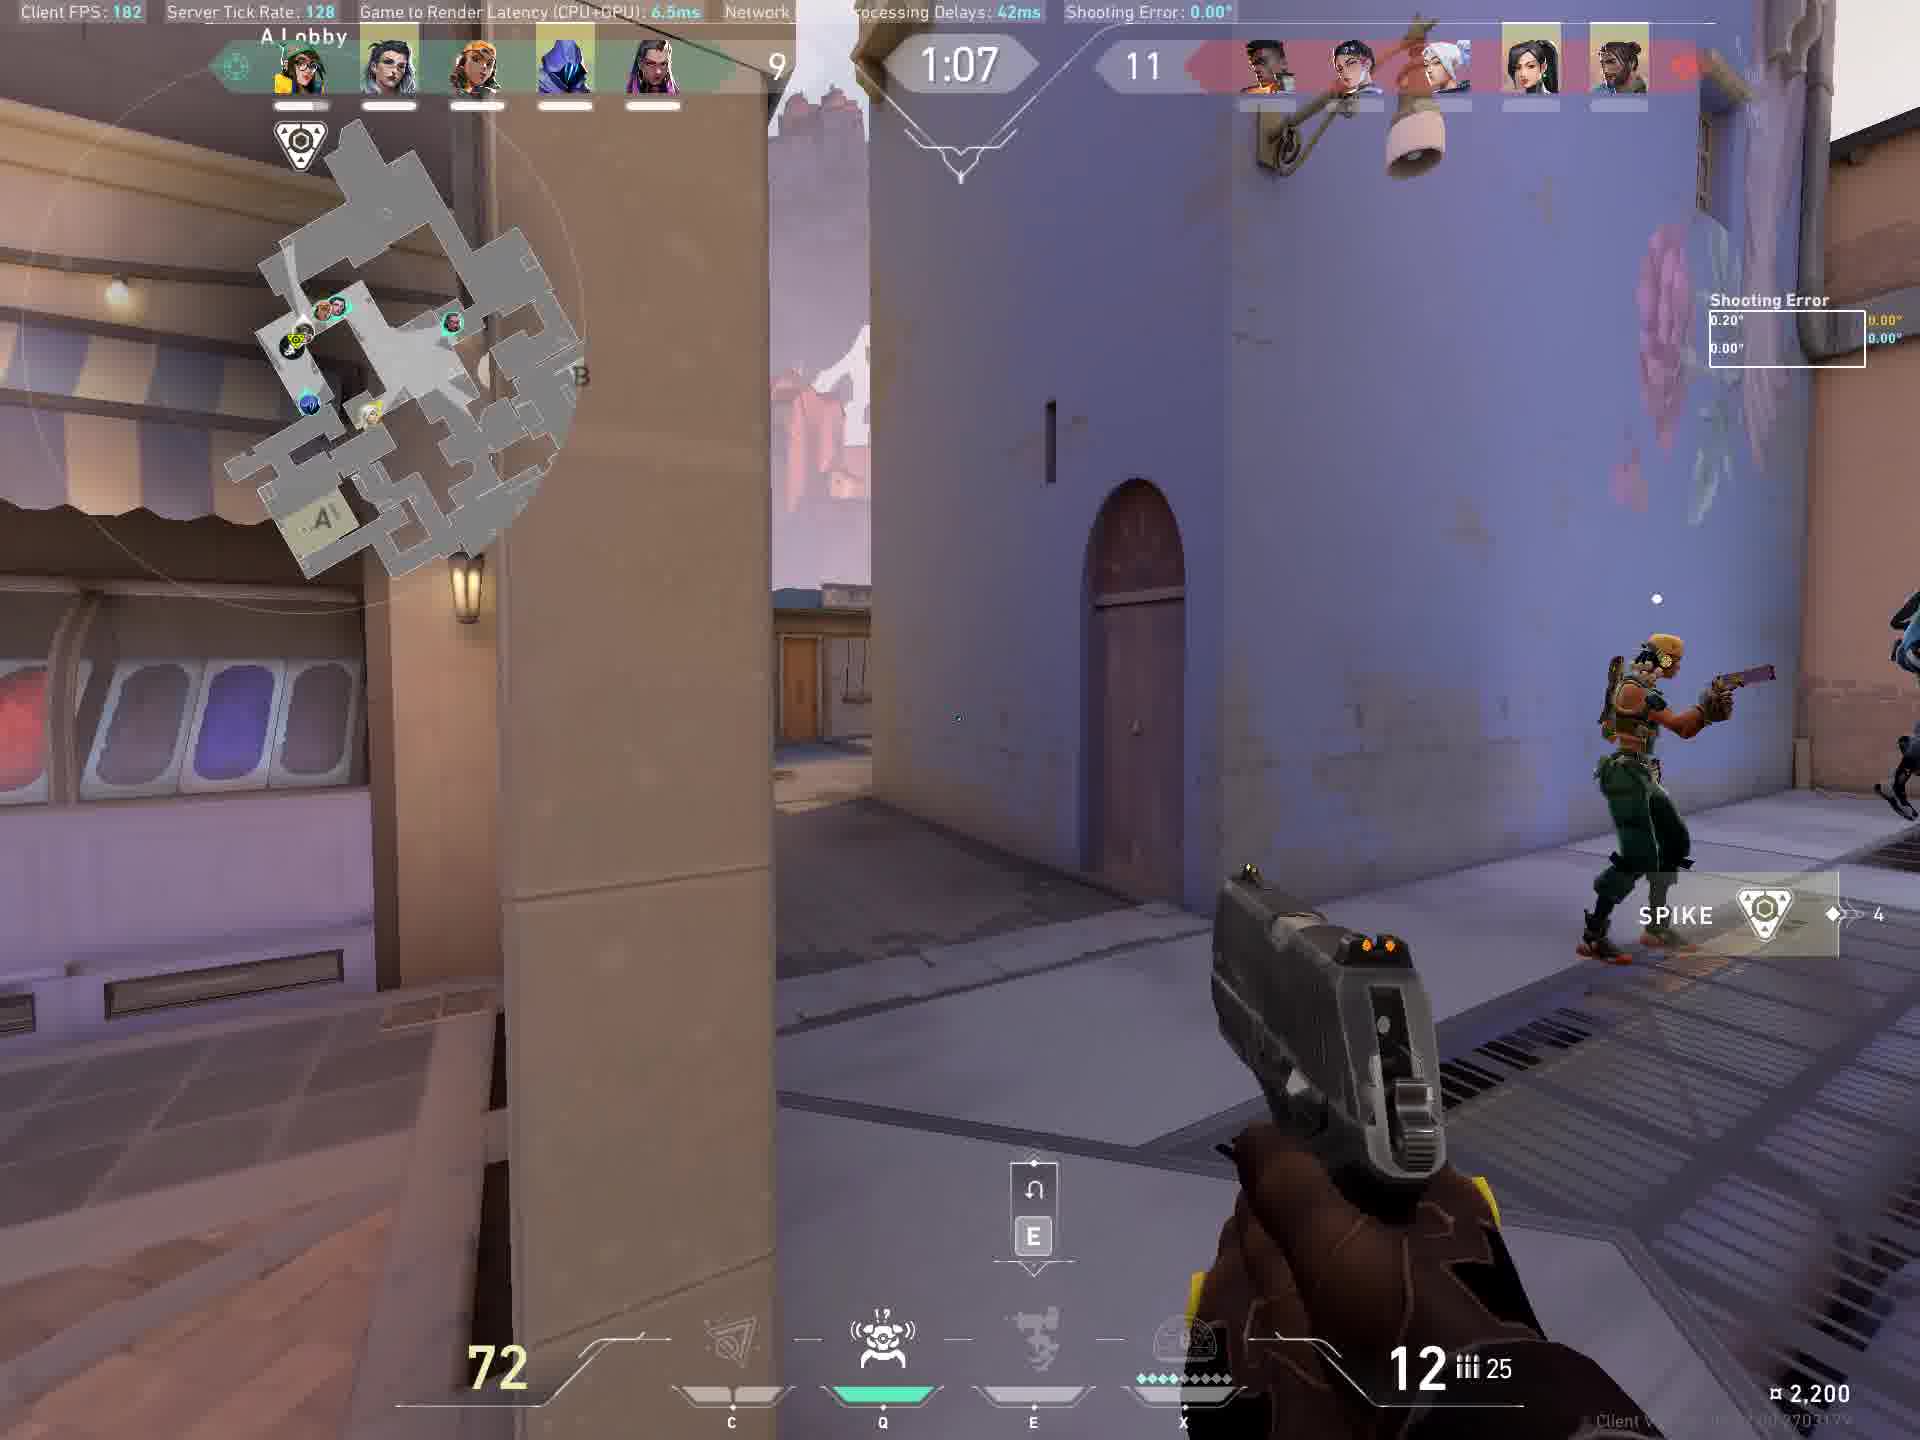 Client FPS: 182 Server Tick Rate: 128 Game to Render Latency (CPU+GPU): 6.5ms Network rocessing Delays: 42ms Shooting Error: 0.00°
A Lobby
9 1:07 11
Shooting Error
0.20° 0.00°
0.00° 0.00°
B
A
SPIKE 4
E
72
12 25
C Q E X
¤ 2,200
Client V